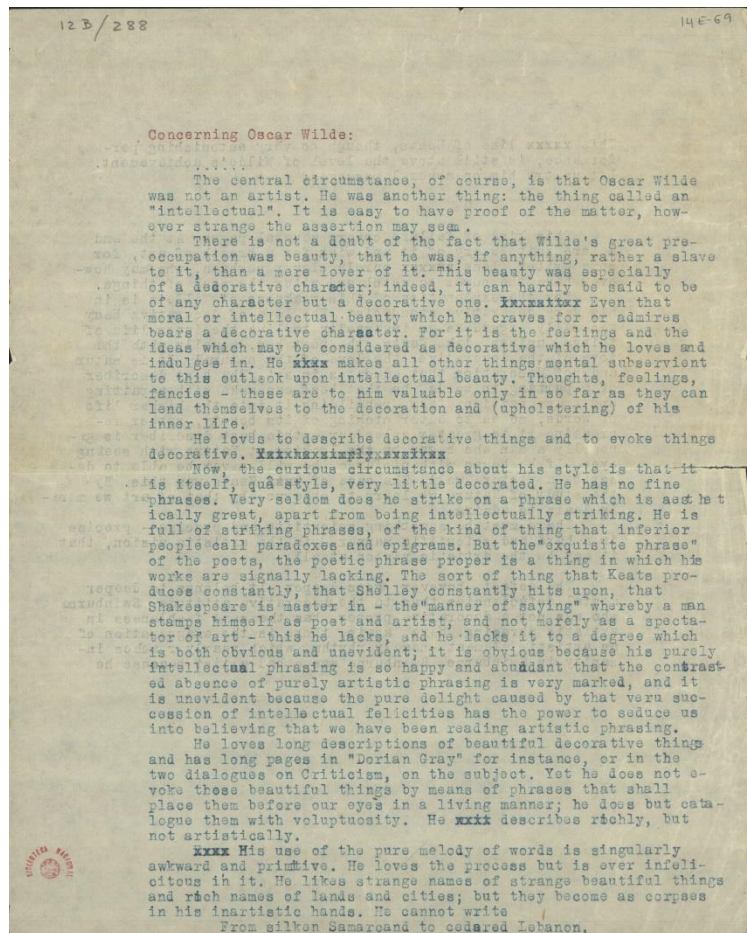 12 B/288
14E-69
Concerning Oscar Wilde:
......
The central circumstance, of course, is that Oscar Wilde
was not an artist. He was another thing: the thing called an
"intellectual". It is easy to have proof of the matter, how-
ever strange the assertion may seem.
There is not a doubt of the fact that Wilie's great pre-
occupation was beauty, that he was, if anything, rather a slave
to it, than a mere lover of it. This beauty was especially
of a decorative character; indeed, it can hardly be said to be
of any character but a decorative one. Even that
moral or intellectual beauty which he craves for or admires
bears a decorative character. For it is the feelings and the
ideas which may be considered as decorative which he loves and
indulges in. He makes all other things mental subservient
to this outlook upon intellectual beauty. Thoughts, feelings,
fancies - these are to him valuable only in so far as they can
lend themselves to the decoration and (upholstering) of his
inner life.
He loves to describe decorative things and to evoke things
decorative.
Now, the curious circumstance about his style is that it
is itself, quâ style, very little decorated. He has no fine
phrases. Very seldom does he strike on a phrase which is aesthet
ically great, apart from being intellectually striking. He is
full of striking phrases, of the kind of thing that inferior
people call paradoxes and epigrams. But the"exquisite phrase"
of the poets, the poetic phrase proper is a thing in which his
works are signally lacking. The sort of thing that Keats pro-
duces constantly, that Shelley constantly hits upon, that
Shakespeare is master in - the"manner of saying" whereby a man
stamps himself as poet and artist, and not merely as a specta-
tor of art - this he lacks, and he lacks it to a degree which
is both obvious and unevident; it is obvious because his purely
intellectual phrasing is so happy and abundant that the contrast-
ed absence of purely artistic phrasing is very marked, and it
is unevident because the pure delight caused by that veru suc-
cession of intellectual felicities has the power to seduce us
into believing that we have been reading artistic phrasing.
He loves long descriptions of beautiful decorative things
and has long pages in "Dorian Gray" for instance, or in the
two dialogues on Criticism, on the subject. Yet he does not e-
voke these beautiful things by means of phrases that shall
place them before our eyes in a living manner; he does but cata-
logue them with voluptuosity. He describes richly, but
not artistically.
His use of the pure melody of words is singularly
awkward and primitive. He loves the process but is ever infeli-
citous in it. He likes strange names of strange beautiful things
and rich names of lands and cities; but they become as corpses
in his inartistic hands. He cannot write
From silken Samarcand to cedared Lebanon,